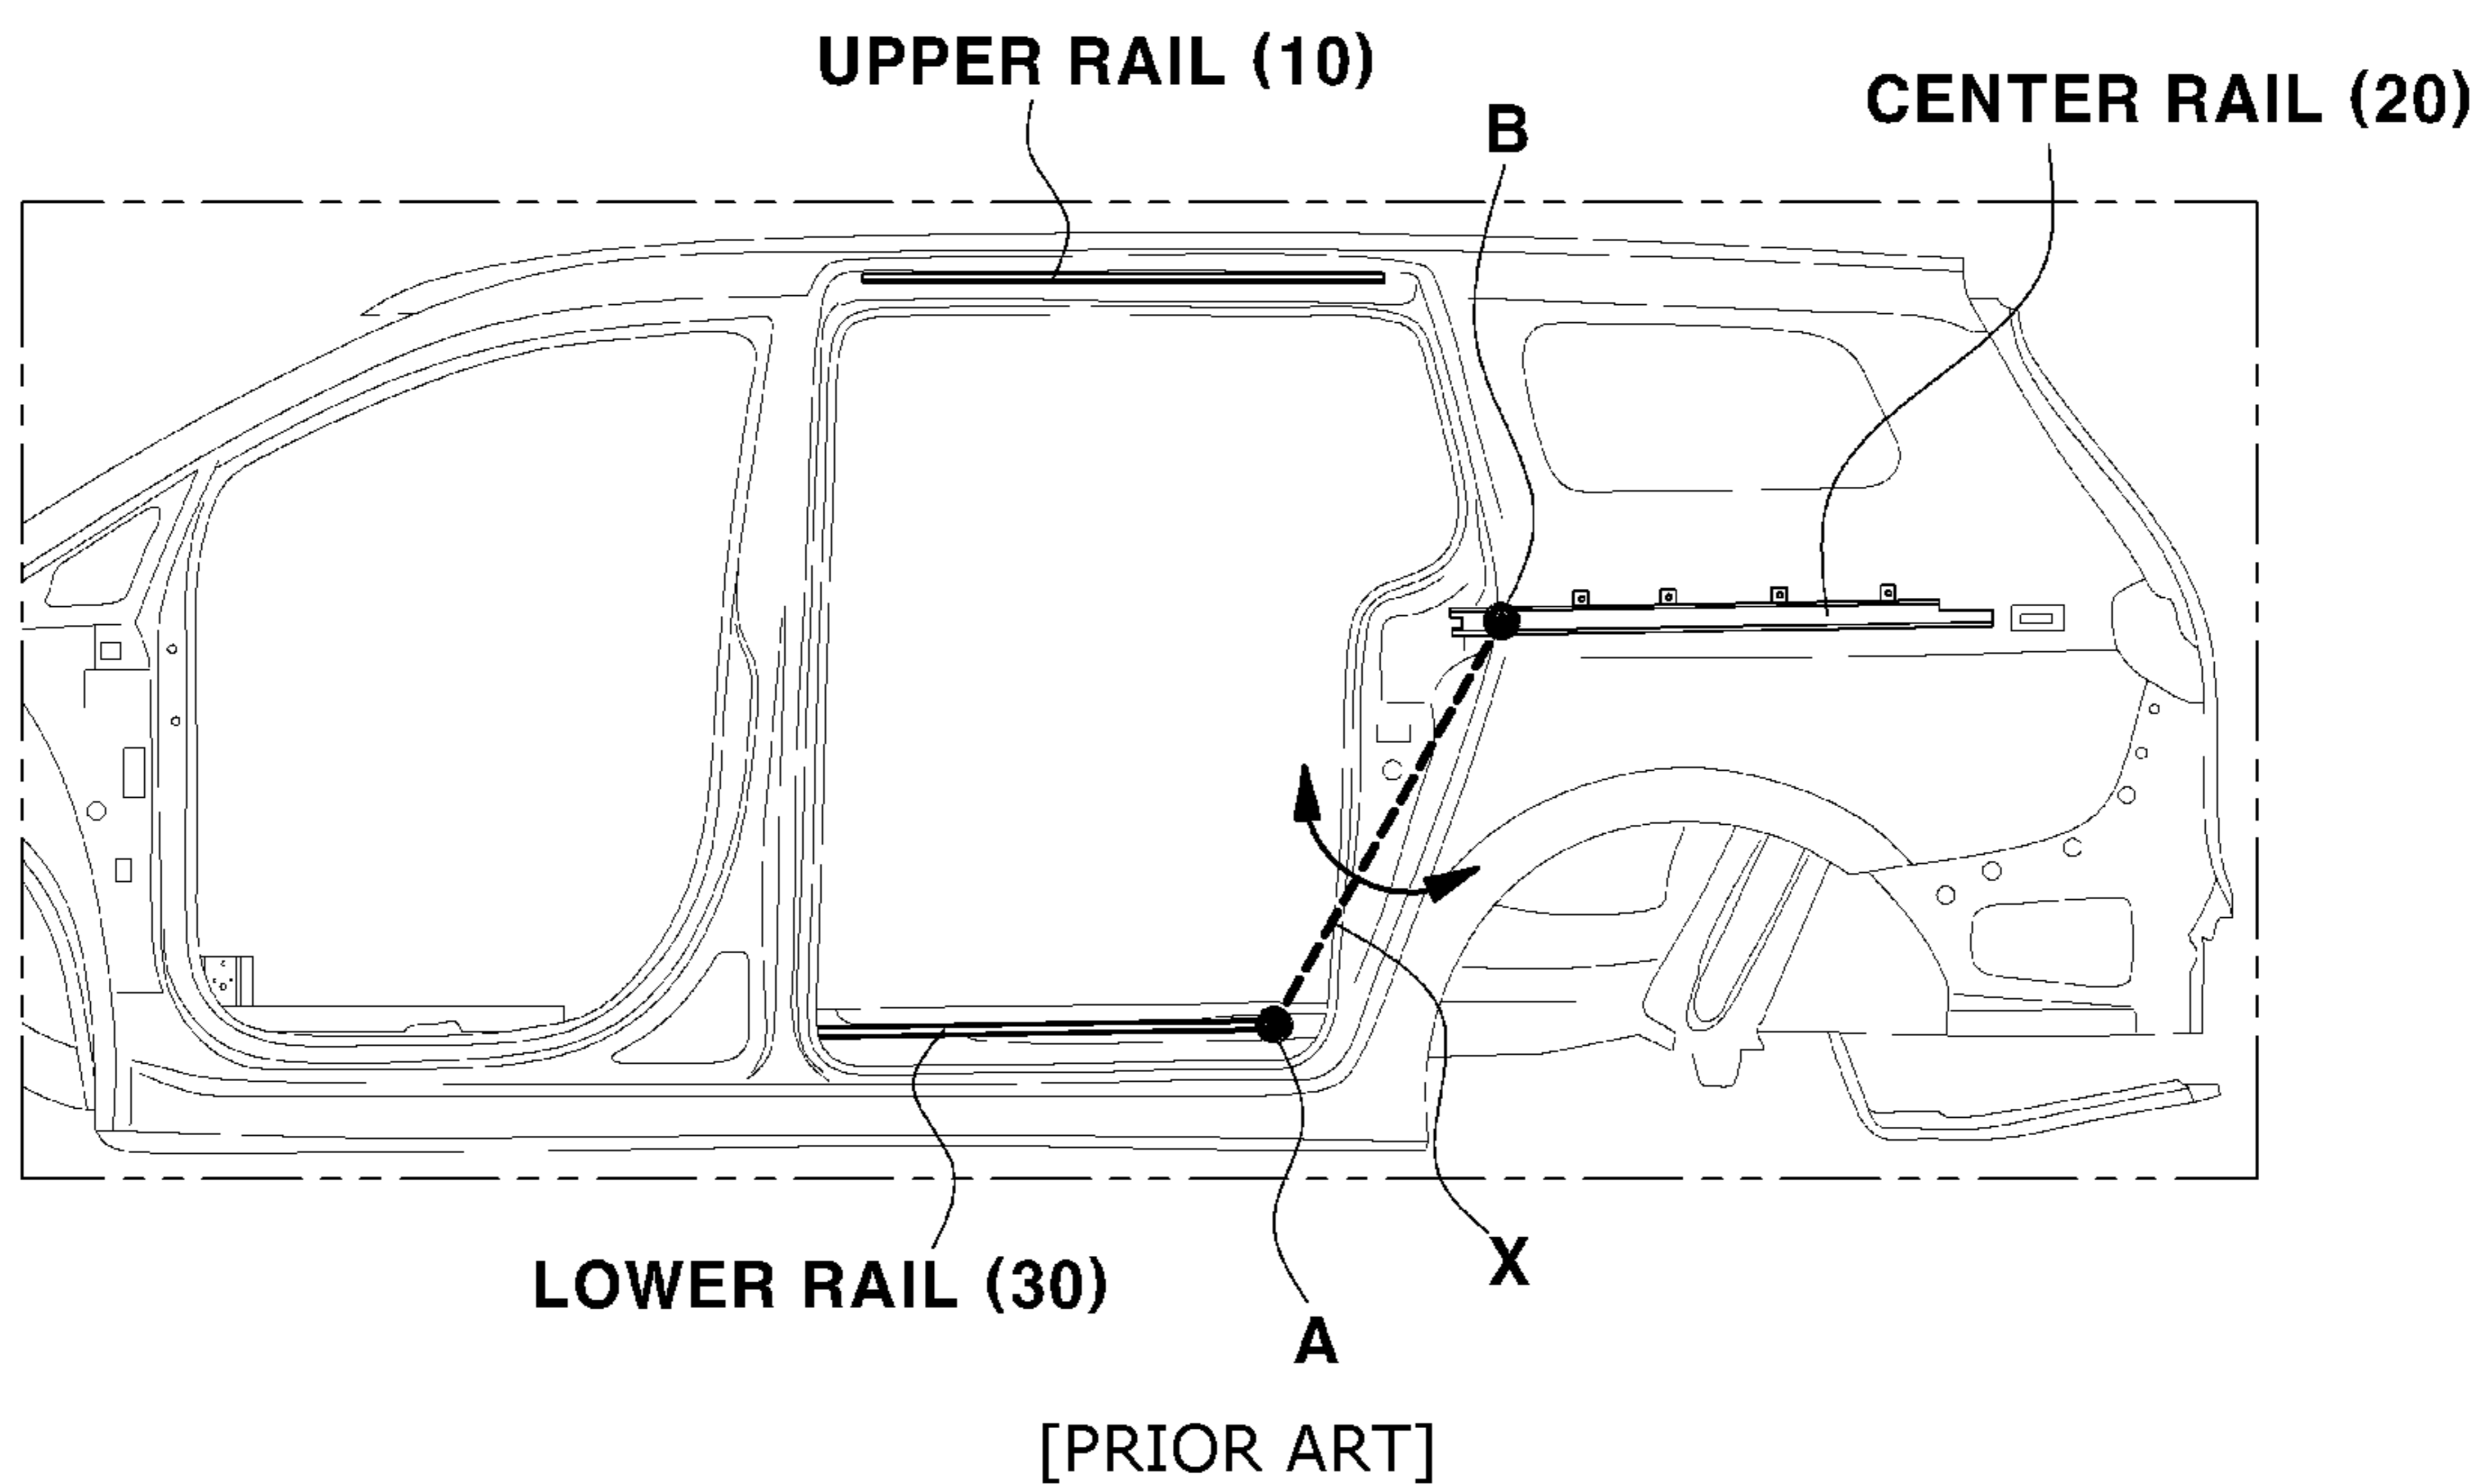 UPPER RAIL (10)
CENTER RAIL (20)
B
LOWER RAIL (30)
X
A
[PRIOR ART]